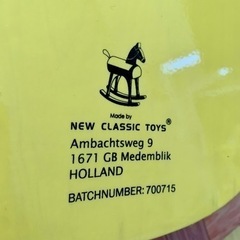 Made by
NEW CLASSIC TOYS®
Ambachtsweg 9
1671 GB Medemblik
HOLLAND
BATCHNUMBER: 700715